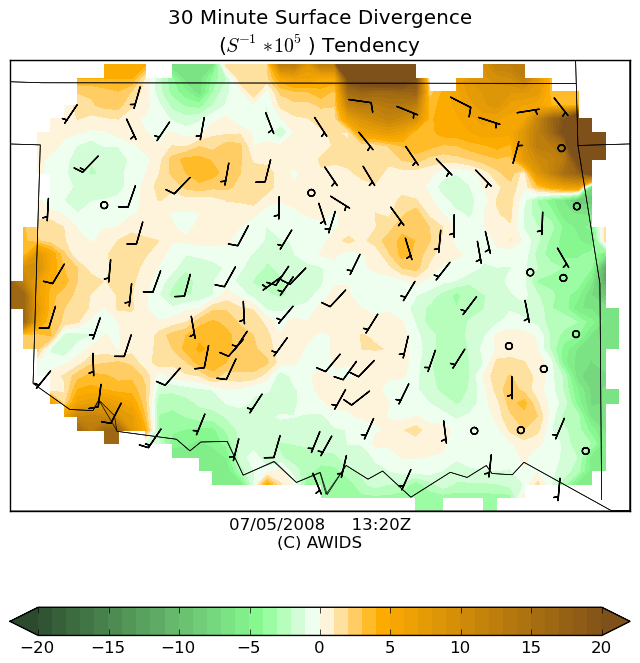 30 Minute Surface Divergence
(S⁻¹ *10⁵ ) Tendency
07/05/2008 13:20Z
(C) AWIDS
−20 −15 −10 −5 0 5 10 15 20